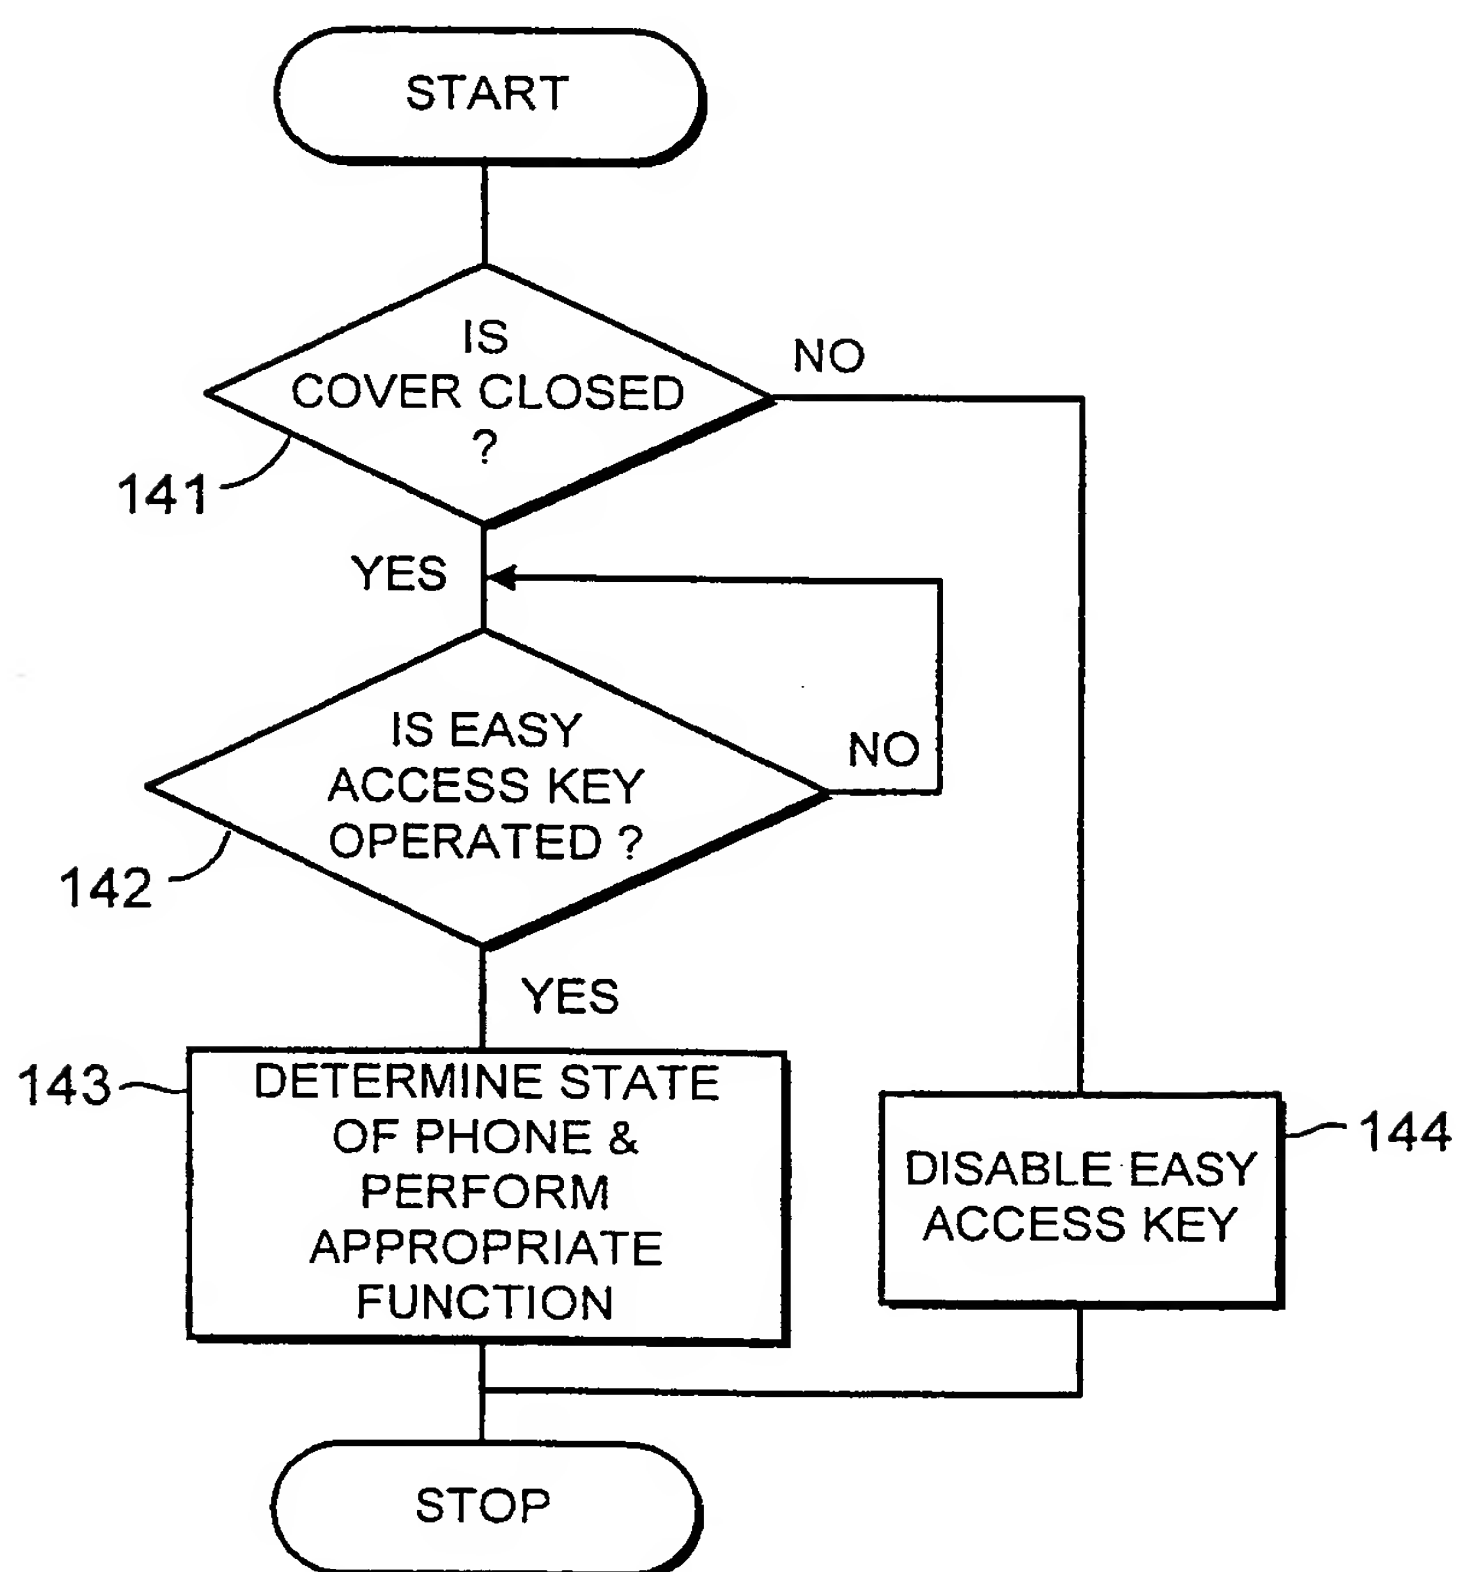 START
IS
COVER CLOSED
?
NO
141
YES
IS EASY
ACCESS KEY
OPERATED ?
NO
142
YES
143
DETERMINE STATE
OF PHONE &
PERFORM
APPROPRIATE
FUNCTION
144
DISABLE EASY
ACCESS KEY
STOP